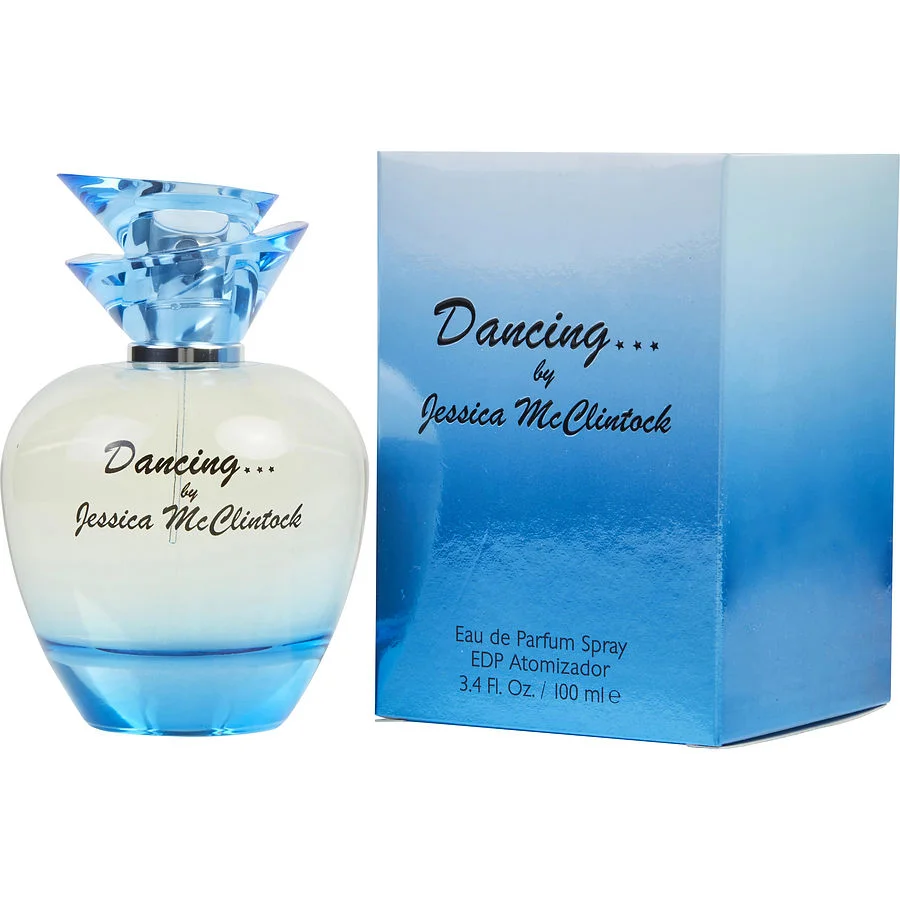 Dancing...
by
Jessica McClintock
Dancing...
by
Jessica McClintock
Eau de Parfum Spray
EDP Atomizador
3.4 Fl. Oz. / 100 ml ℮